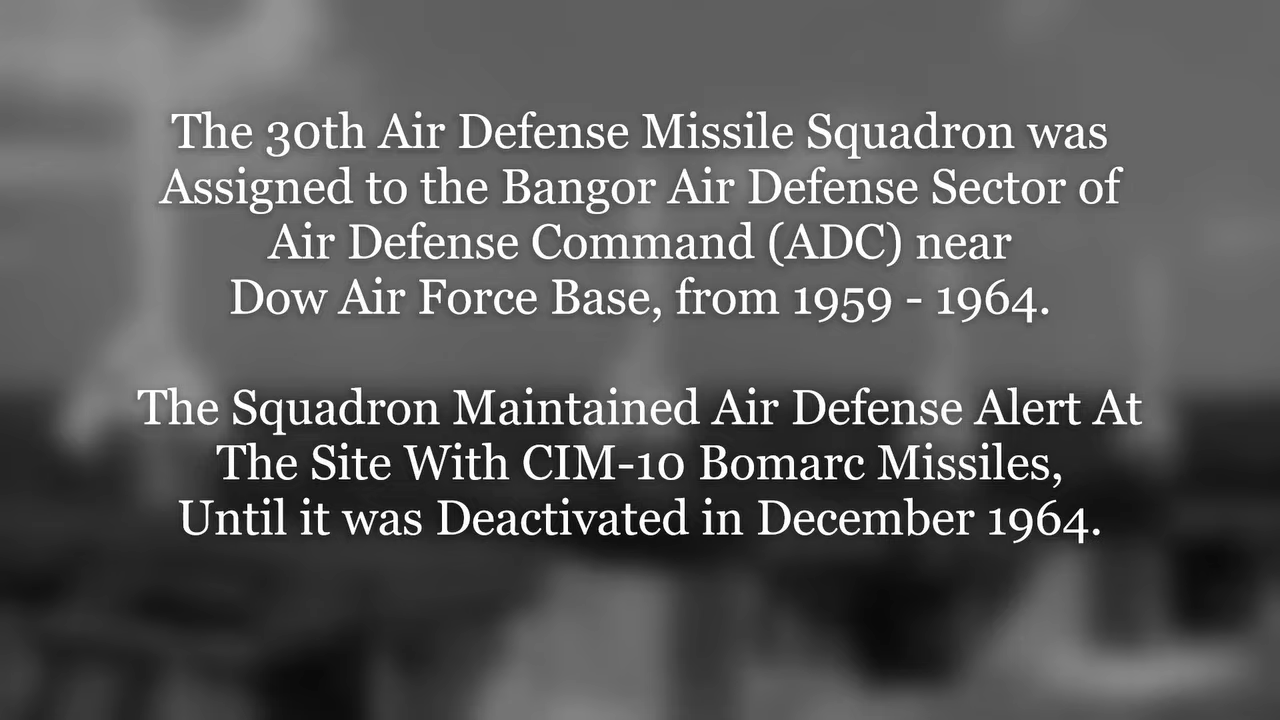 The 30th Air Defense Missile Squadron was
Assigned to the Bangor Air Defense Sector of
Air Defense Command (ADC) near
Dow Air Force Base, from 1959 - 1964.
The Squadron Maintained Air Defense Alert At
The Site With CIM-10 Bomarc Missiles,
Until it was Deactivated in December 1964.